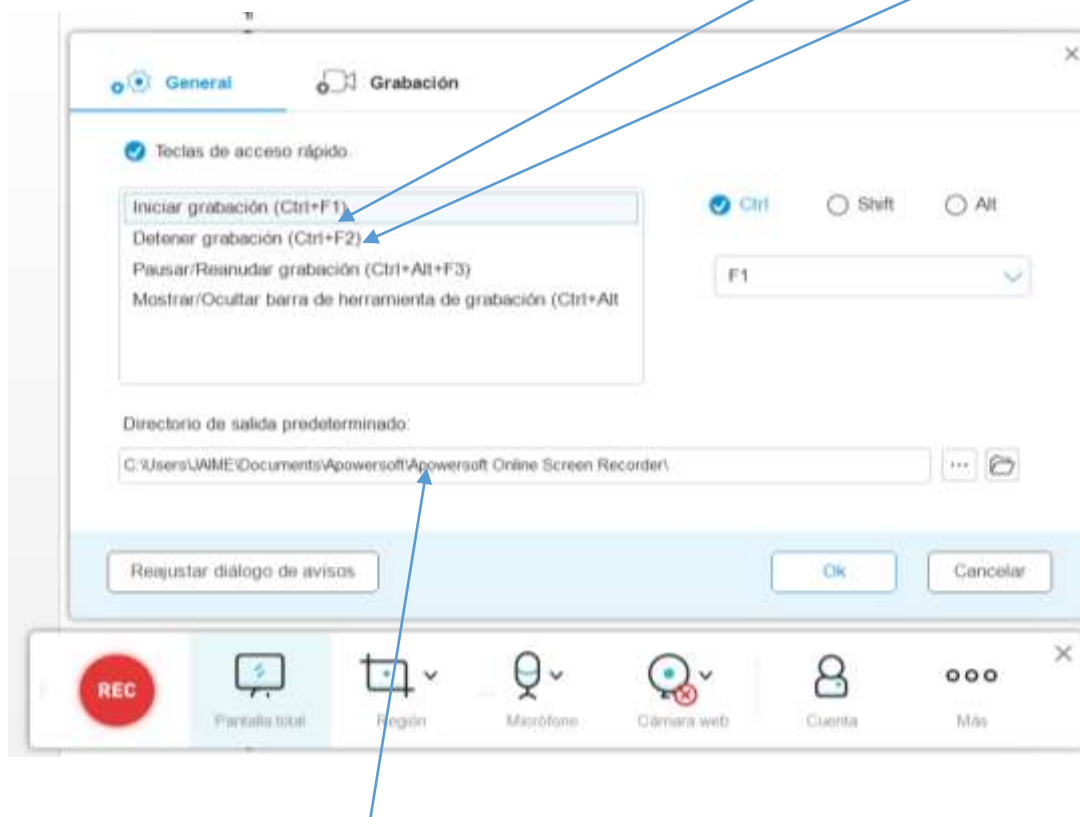 General Grabación
Teclas de acceso rápido
Iniciar grabación (Ctrl+F1)
Detener grabación (Ctrl+F2)
Pausar/Reanudar grabación (Ctrl+Alt+F3)
Mostrar/Ocultar barra de herramienta de grabación (Ctrl+Alt
Ctrl Shift Alt
F1
Directorio de salida predeterminado:
C:\Users\JAIME\Documents\Apowersoft\Apowersoft Online Screen Recorder\
Reajustar diálogo de avisos Ok Cancelar
REC Pantalla total Región Micrófono Cámara web Cuenta Más